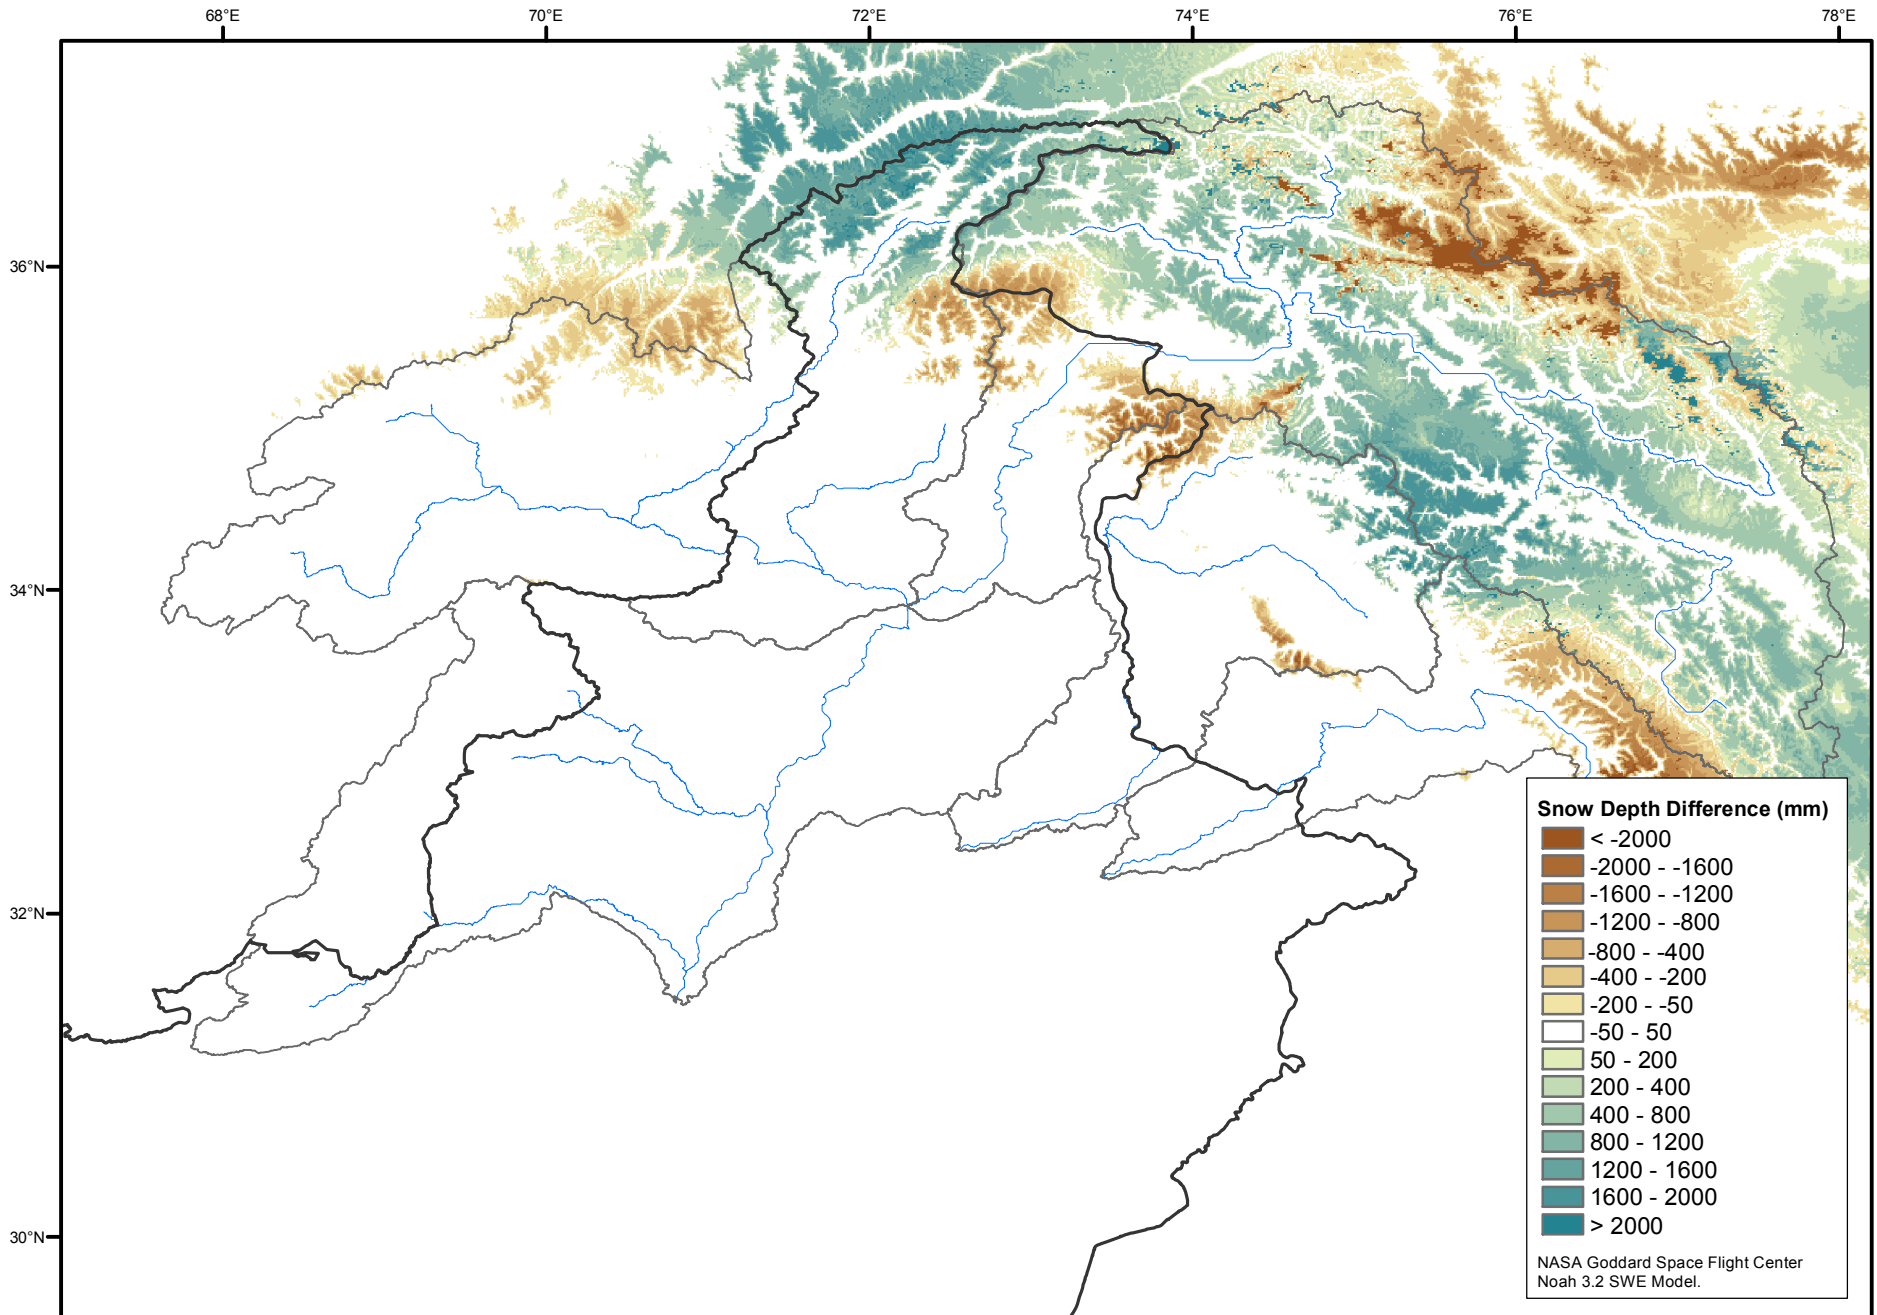 68°E 70°E 72°E 74°E 76°E 78°E
36°N
34°N
32°N
30°N
Snow Depth Difference (mm)
< -2000
-2000 - -1600
-1600 - -1200
-1200 - -800
-800 - -400
-400 - -200
-200 - -50
-50 - 50
50 - 200
200 - 400
400 - 800
800 - 1200
1200 - 1600
1600 - 2000
> 2000
NASA Goddard Space Flight Center
Noah 3.2 SWE Model.